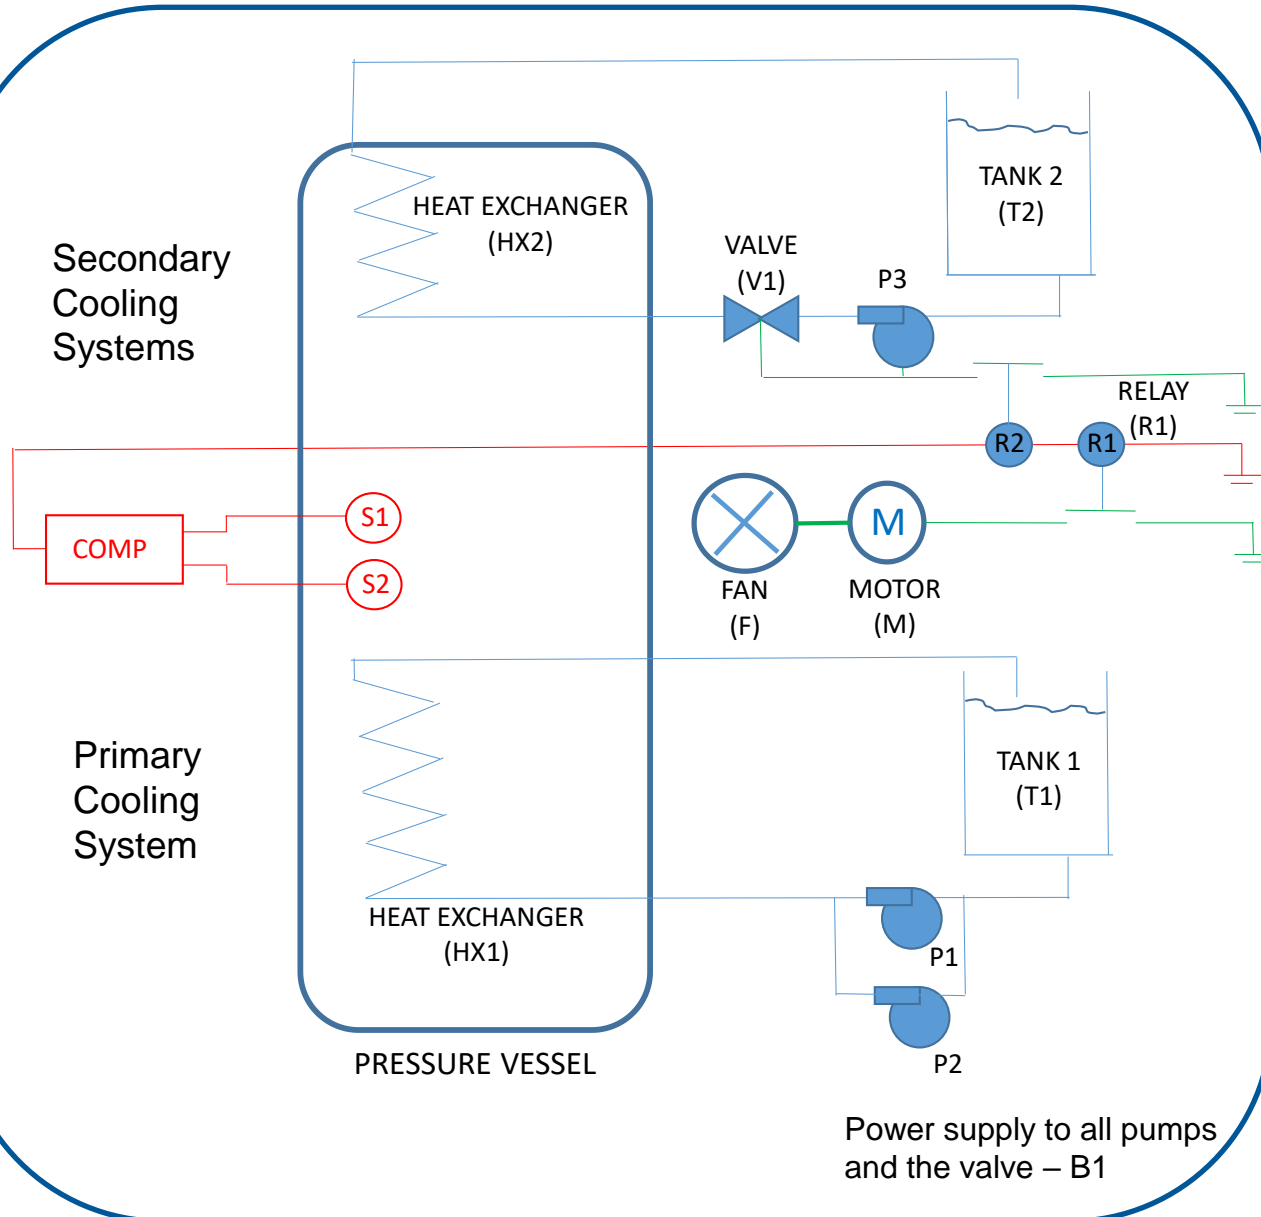 TANK 2
(T2)
HEAT EXCHANGER
(HX2)
Secondary
Cooling
Systems
VALVE
(V1)
P3
RELAY
(R1)
R2
R1
S1
COMP
S2
M
FAN
(F)
MOTOR
(M)
Primary
Cooling
System
TANK 1
(T1)
HEAT EXCHANGER
(HX1)
P1
P2
PRESSURE VESSEL
Power supply to all pumps
and the valve – B1